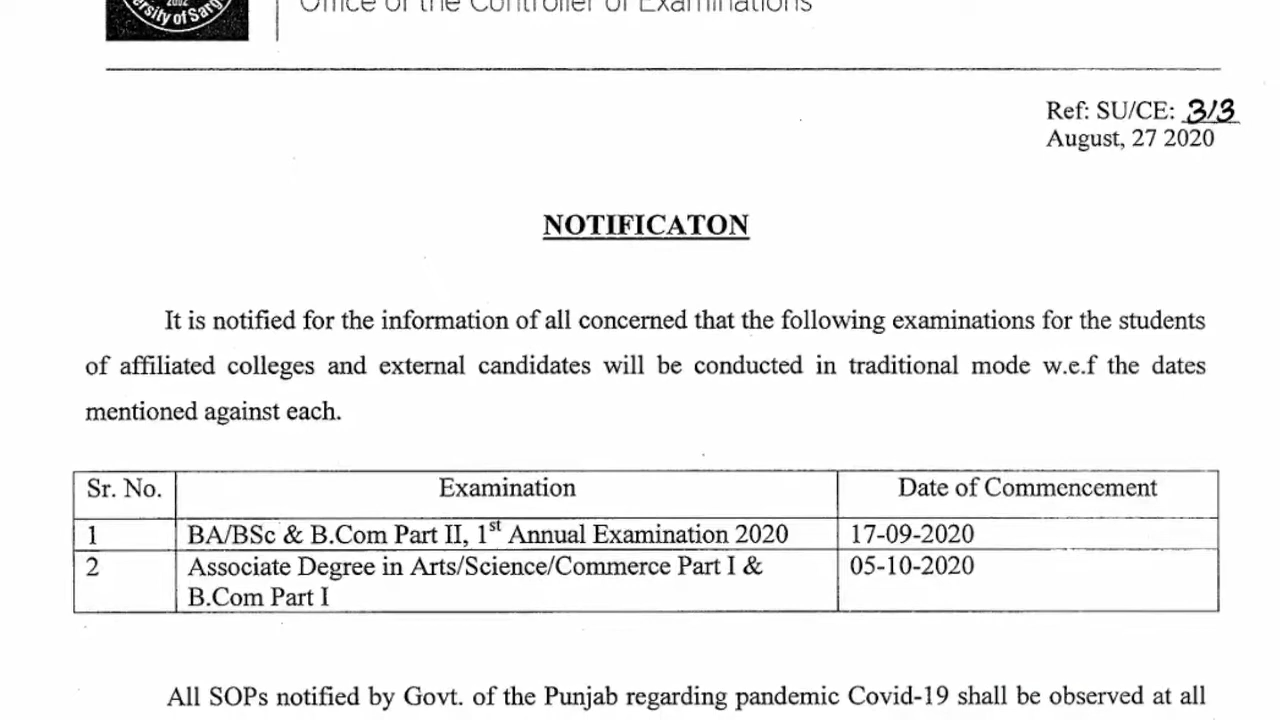 2002
ersity of Sarg
Office of the Controller of Examinations
Ref: SU/CE: 313
August, 27 2020
NOTIFICATON
It is notified for the information of all concerned that the following examinations for the students
of affiliated colleges and external candidates will be conducted in traditional mode w.e.f the dates
mentioned against each.
Sr. No. Examination Date of Commencement
1 BA/BSc & B.Com Part II, 1st Annual Examination 2020 17-09-2020
2 Associate Degree in Arts/Science/Commerce Part I & 05-10-2020
B.Com Part I
All SOPs notified by Govt. of the Punjab regarding pandemic Covid-19 shall be observed at all